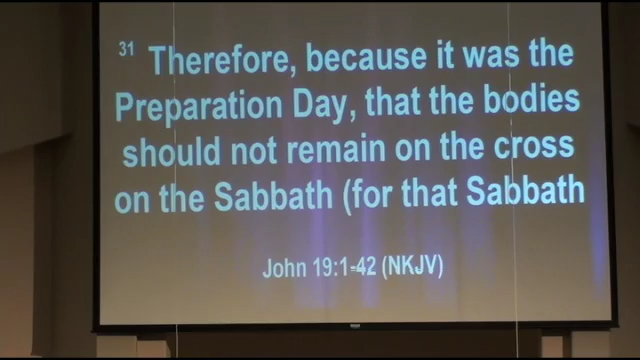 31 Therefore, because it was the
Preparation Day, that the bodies
should not remain on the cross
on the Sabbath (for that Sabbath
John 19:1-42 (NKJV)